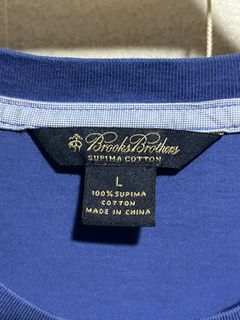 Brooks Brothers
SUPIMA COTTON
L
100% SUPIMA
COTTON
MADE IN CHINA